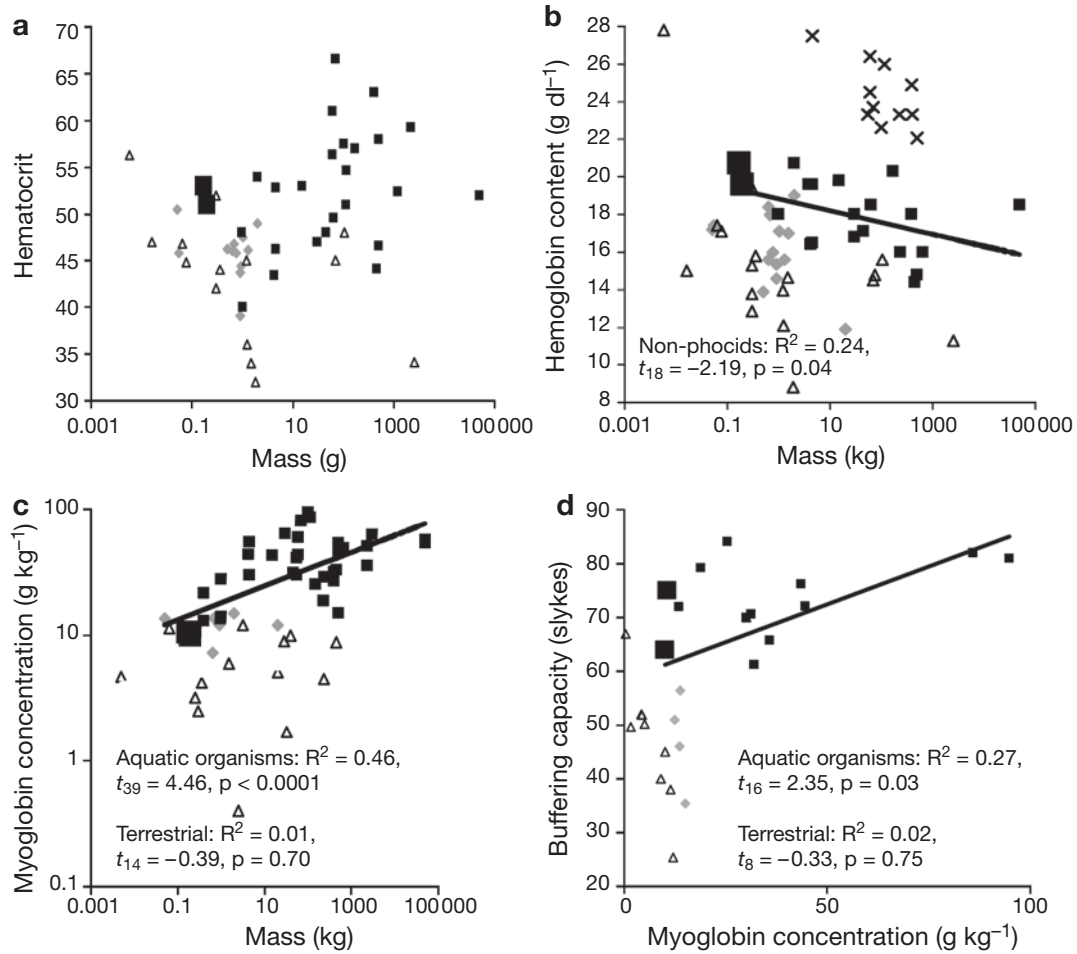 a
70
65
60
55
50
45
40
35
30
Hematocrit
0.001
0.1
10
1000
100000
Mass (g)
b
28
26
24
22
20
18
16
14
12
10
8
Hemoglobin content (g dl⁻¹)
Non-phocids: R² = 0.24,
t₁₈ = −2.19, p = 0.04
0.001
0.1
10
1000
100000
Mass (kg)
c
100
10
1
0.1
Myoglobin concentration (g kg⁻¹)
Aquatic organisms: R² = 0.46,
t₃₉ = 4.46, p < 0.0001
Terrestrial: R² = 0.01,
t₁₄ = −0.39, p = 0.70
0.001
0.1
10
1000
100000
Mass (kg)
d
90
80
70
60
50
40
30
20
Buffering capacity (slykes)
Aquatic organisms: R² = 0.27,
t₁₆ = 2.35, p = 0.03
Terrestrial: R² = 0.02,
t₈ = −0.33, p = 0.75
0
50
100
Myoglobin concentration (g kg⁻¹)